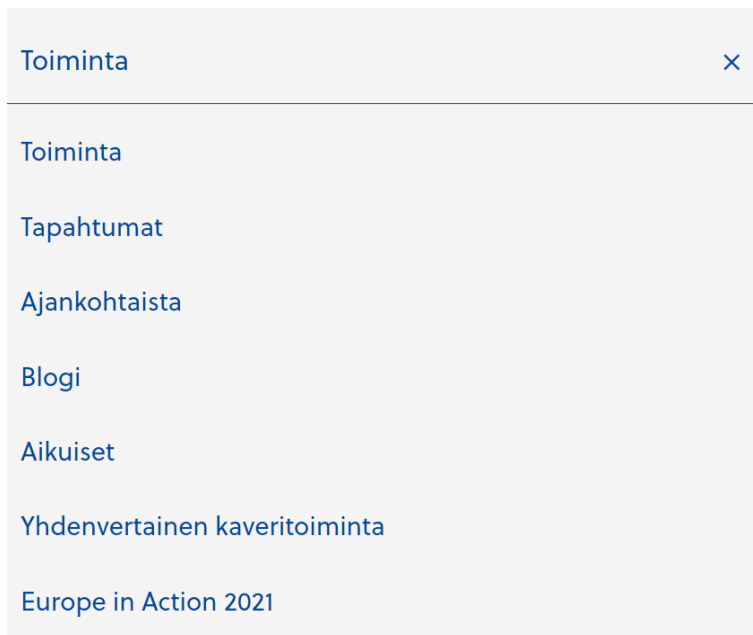 Toiminta
Toiminta
Tapahtumat
Ajankohtaista
Blogi
Aikuiset
Yhdenvertainen kaveritoiminta
Europe in Action 2021